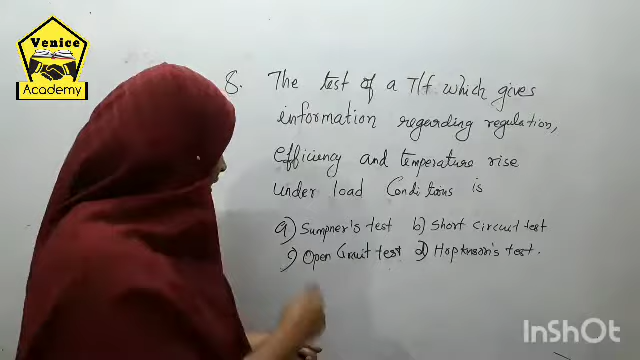 Venice
Academy
8. The test of a T/f which gives
information regarding regulation,
efficiency and temperature rise
under load Conditions is
a) Sumpner's test b) Short Circuit test
c) Open Circuit test d) Hopkinson's test.
InShOt